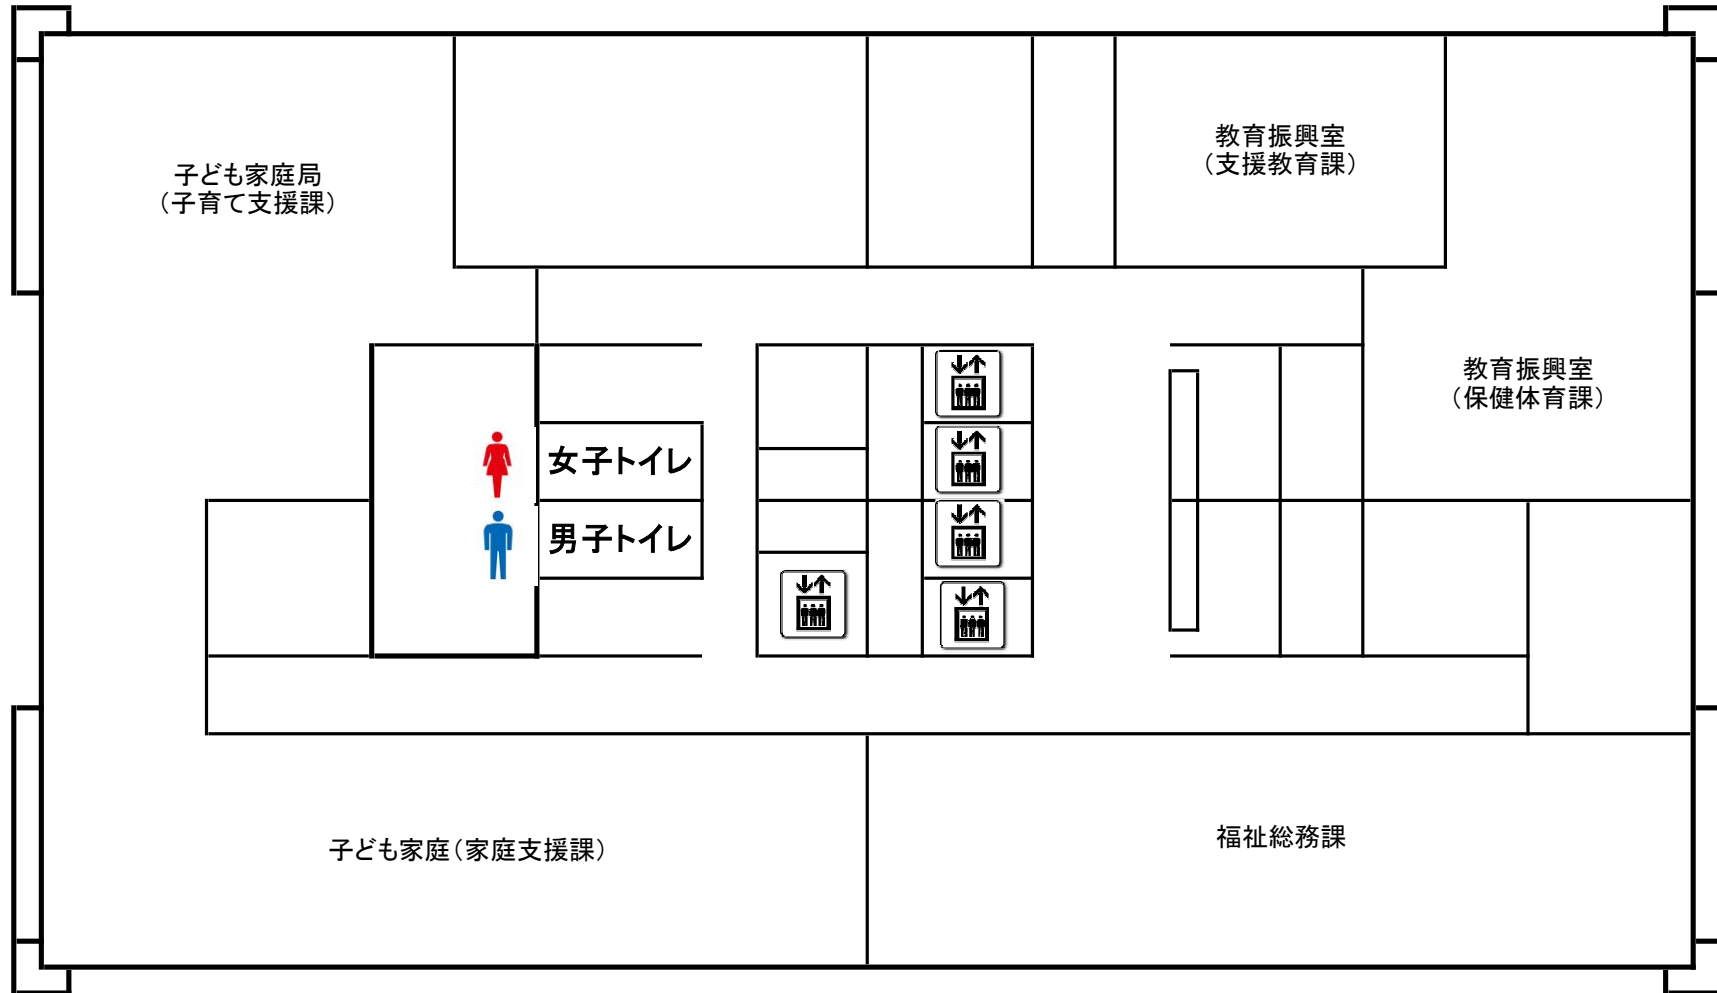 教育振興室
（支援教育課）
子ども家庭局
（子育て支援課）
教育振興室
（保健体育課）
女子トイレ
男子トイレ
子ども家庭（家庭支援課）
福祉総務課